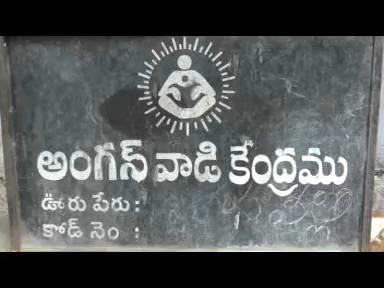 అంగన్ వాడి కేంద్రము
ఊరు పేరు :
కోడ్ నెం :